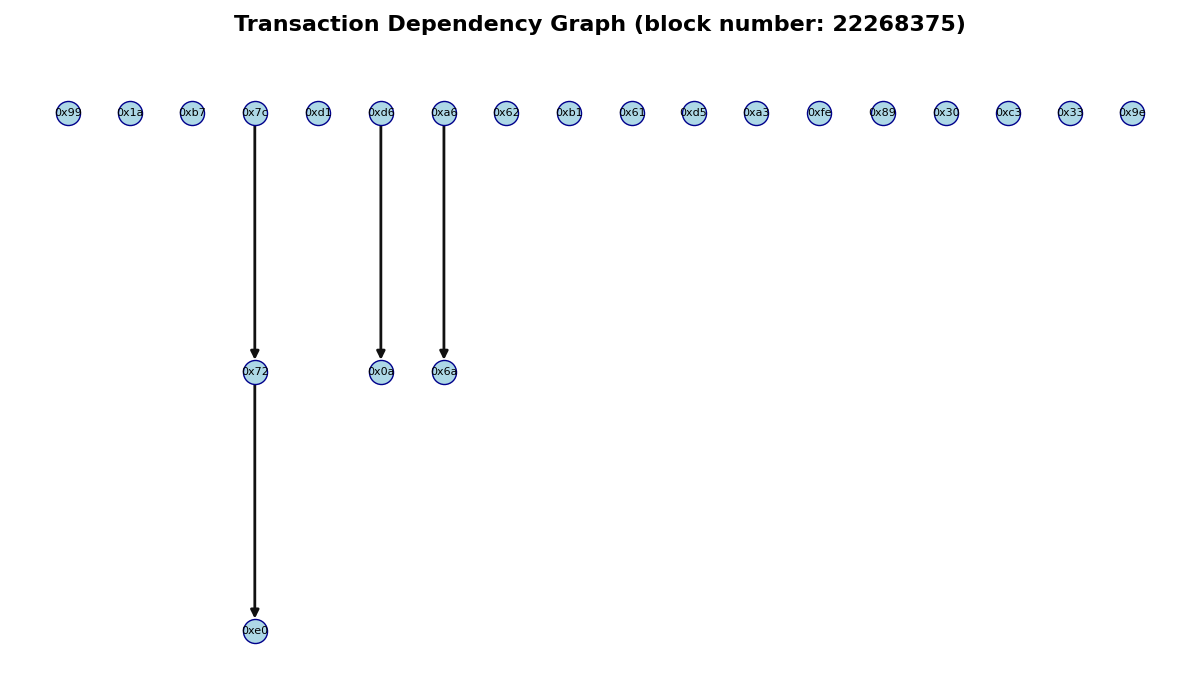 Transaction Dependency Graph (block number: 22268375)
0x99 0x1a 0xb7 0x7c 0xd1 0xd6 0xa6 0x62 0xb1 0x61 0xd5 0xa3 0xfe 0x89 0x30 0xc3 0x33 0x9e
0x72 0x0a 0x6a
0xe0